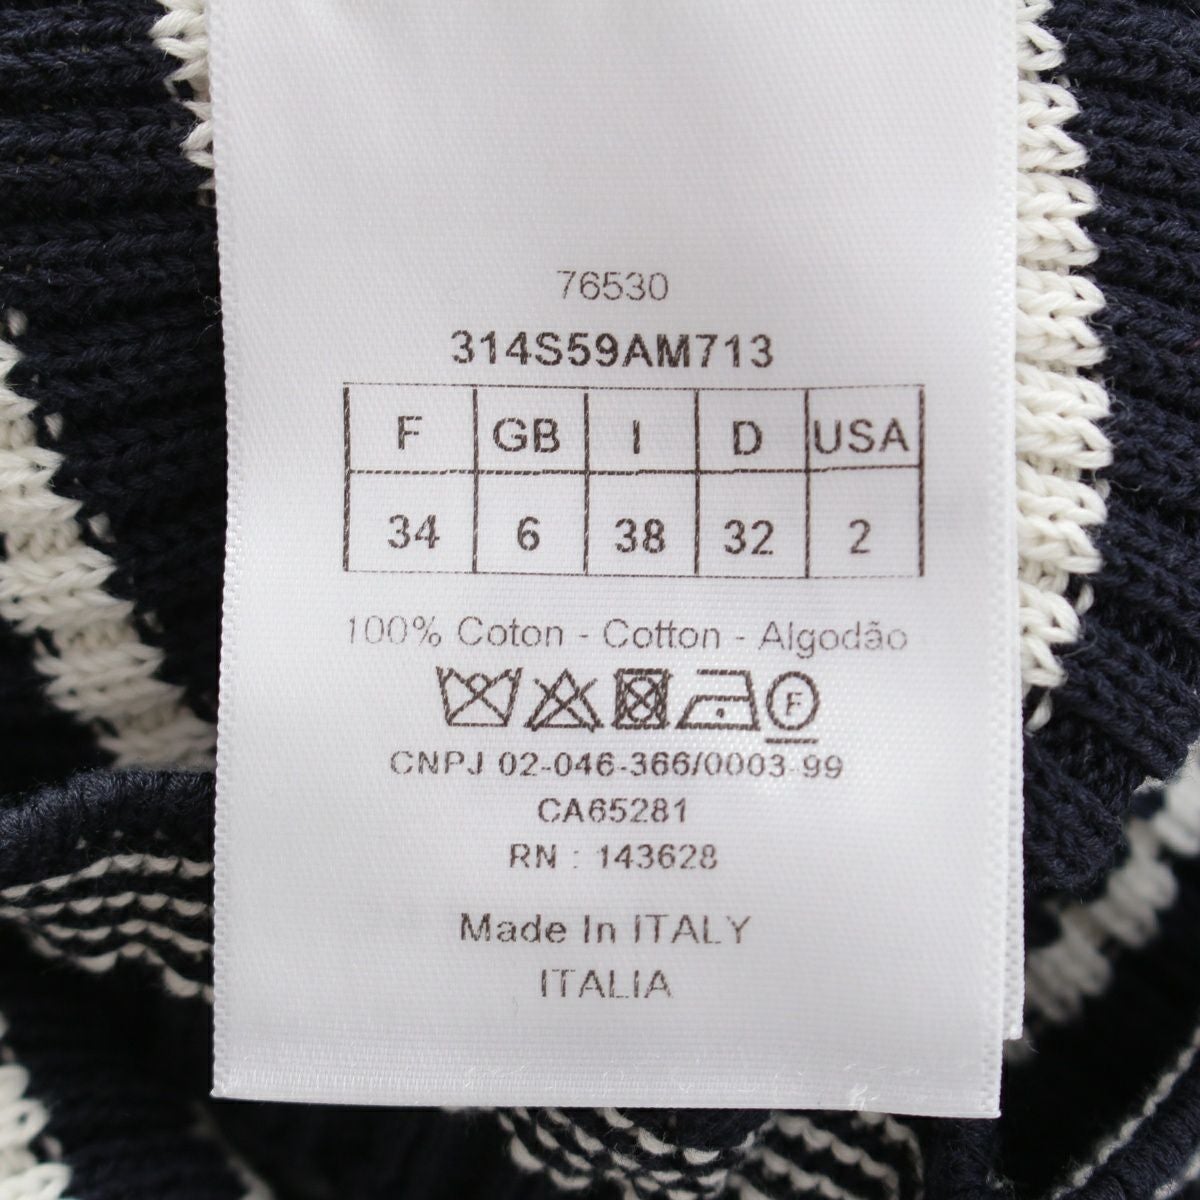 76530
314S59AM713
F GB I D USA
34 6 38 32 2
100% Coton - Cotton - Algodão
F
CNPJ 02-046-366/0003-99
CA65281
RN : 143628
Made In ITALY
ITALIA